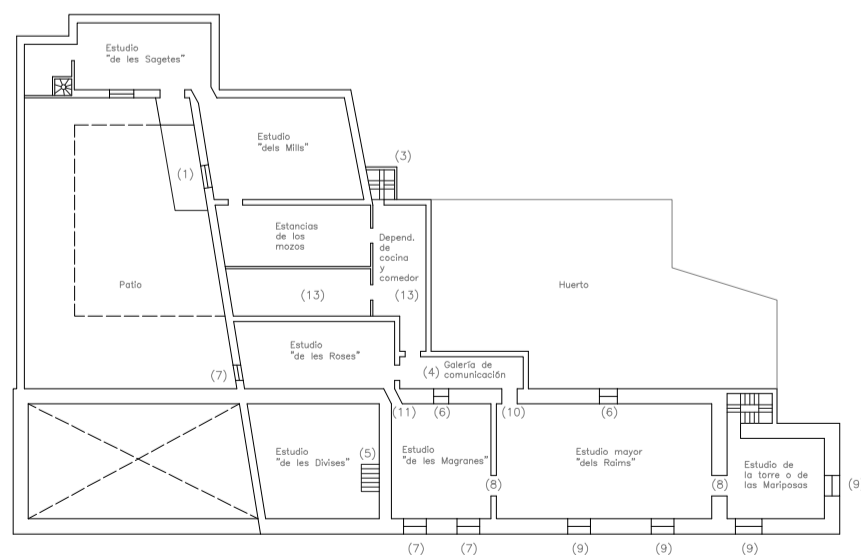 Estudio
"de les Sagetes"
Estudio
"dels Mills"
(3)
(1)
Estancias
de los
mozos
Depend.
de
cocina
y
comedor
Patio
(13)
(13)
Huerto
Estudio
"de les Roses"
(7)
(4)
Galería de
comunicación
(11)
(6)
(10)
(6)
Estudio
"de les Divises"
(5)
Estudio
"de les Magranes"
(8)
Estudio mayor
"dels Raims"
(8)
Estudio de
la torre o de
las Mariposas
(9
(7)
(7)
(9)
(9)
(9)